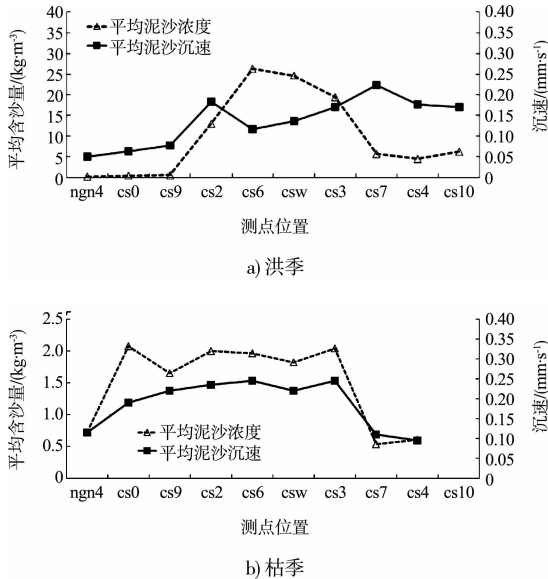 平均含沙量/(kg·m⁻³)
沉速/(mm·s⁻¹)
平均泥沙浓度
平均泥沙沉速
40 0.40
35 0.35
30 0.30
25 0.25
20 0.20
15 0.15
10 0.10
5 0.05
0 0
ngn4 cs0 cs9 cs2 cs6 csw cs3 cs7 cs4 cs10
测点位置
a) 洪季
平均含沙量/(kg·m⁻³)
沉速/(mm·s⁻¹)
2.5 0.40
0.35
2.0 0.30
1.5 0.25
0.20
1.0 0.15
0.5 0.10
0.05
0 0
平均泥沙浓度
平均泥沙沉速
ngn4 cs0 cs9 cs2 cs6 csw cs3 cs7 cs4 cs10
测点位置
b) 枯季